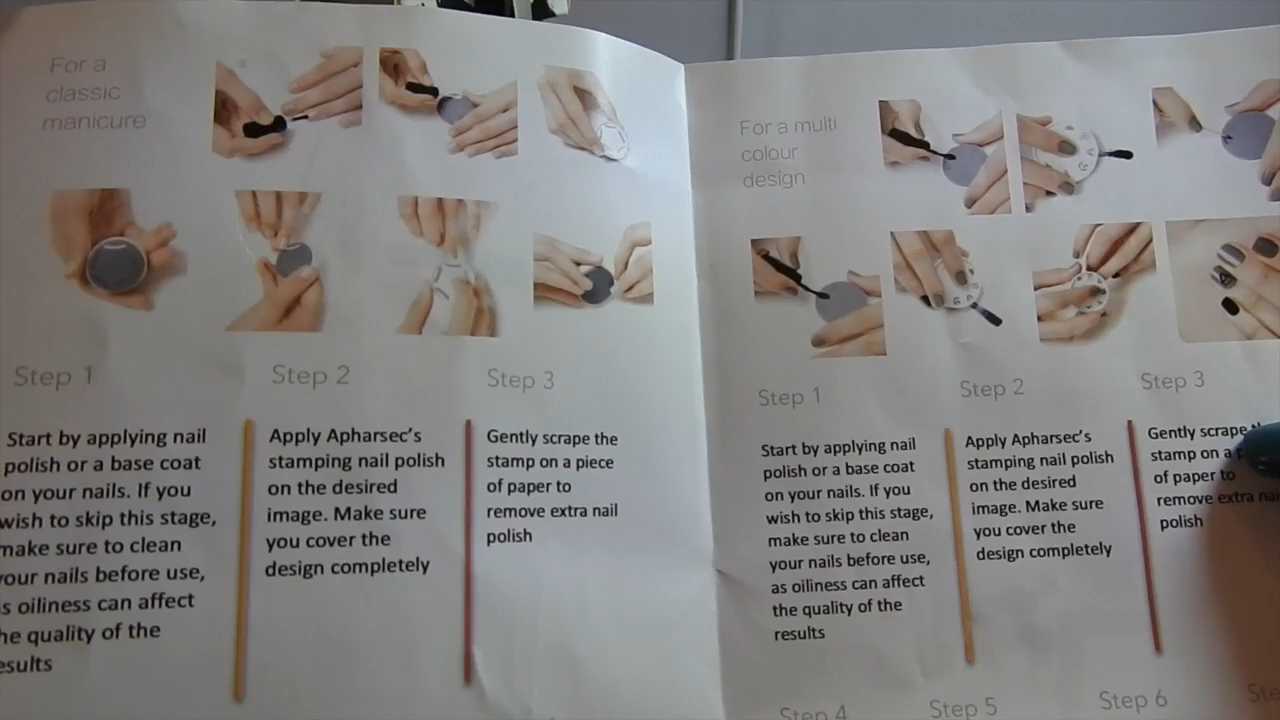 For a
classic
manicure
Step 1
Step 2
Step 3
Start by applying nail
polish or a base coat
on your nails. If you
wish to skip this stage,
make sure to clean
your nails before use,
as oiliness can affect
the quality of the
results
Apply Apharsec's
stamping nail polish
on the desired
image. Make sure
you cover the
design completely
Gently scrape the
stamp on a piece
of paper to
remove extra nail
polish
For a multi
colour
design
Step 1
Step 2
Step 3
Start by applying nail
polish or a base coat
on your nails. If you
wish to skip this stage,
make sure to clean
your nails before use,
as oiliness can affect
the quality of the
results
Apply Apharsec's
stamping nail polish
on the desired
image. Make sure
you cover the
design completely
Gently scrape
stamp on a
of paper to
remove extra nail
polish
Step 4
Step 5
Step 6